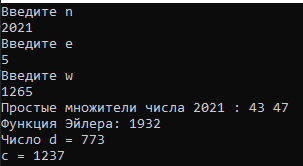 Введите n
2021
Введите e
5
Введите w
1265
Простые множители числа 2021 : 43 47
Функция Эйлера: 1932
Число d = 773
c = 1237